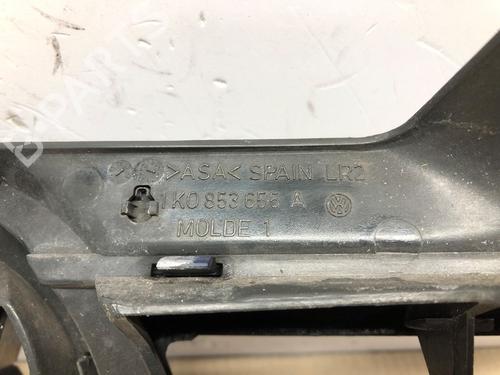 >ASA< SPAIN LR2
1K0 853 655 A
MOLDE 1